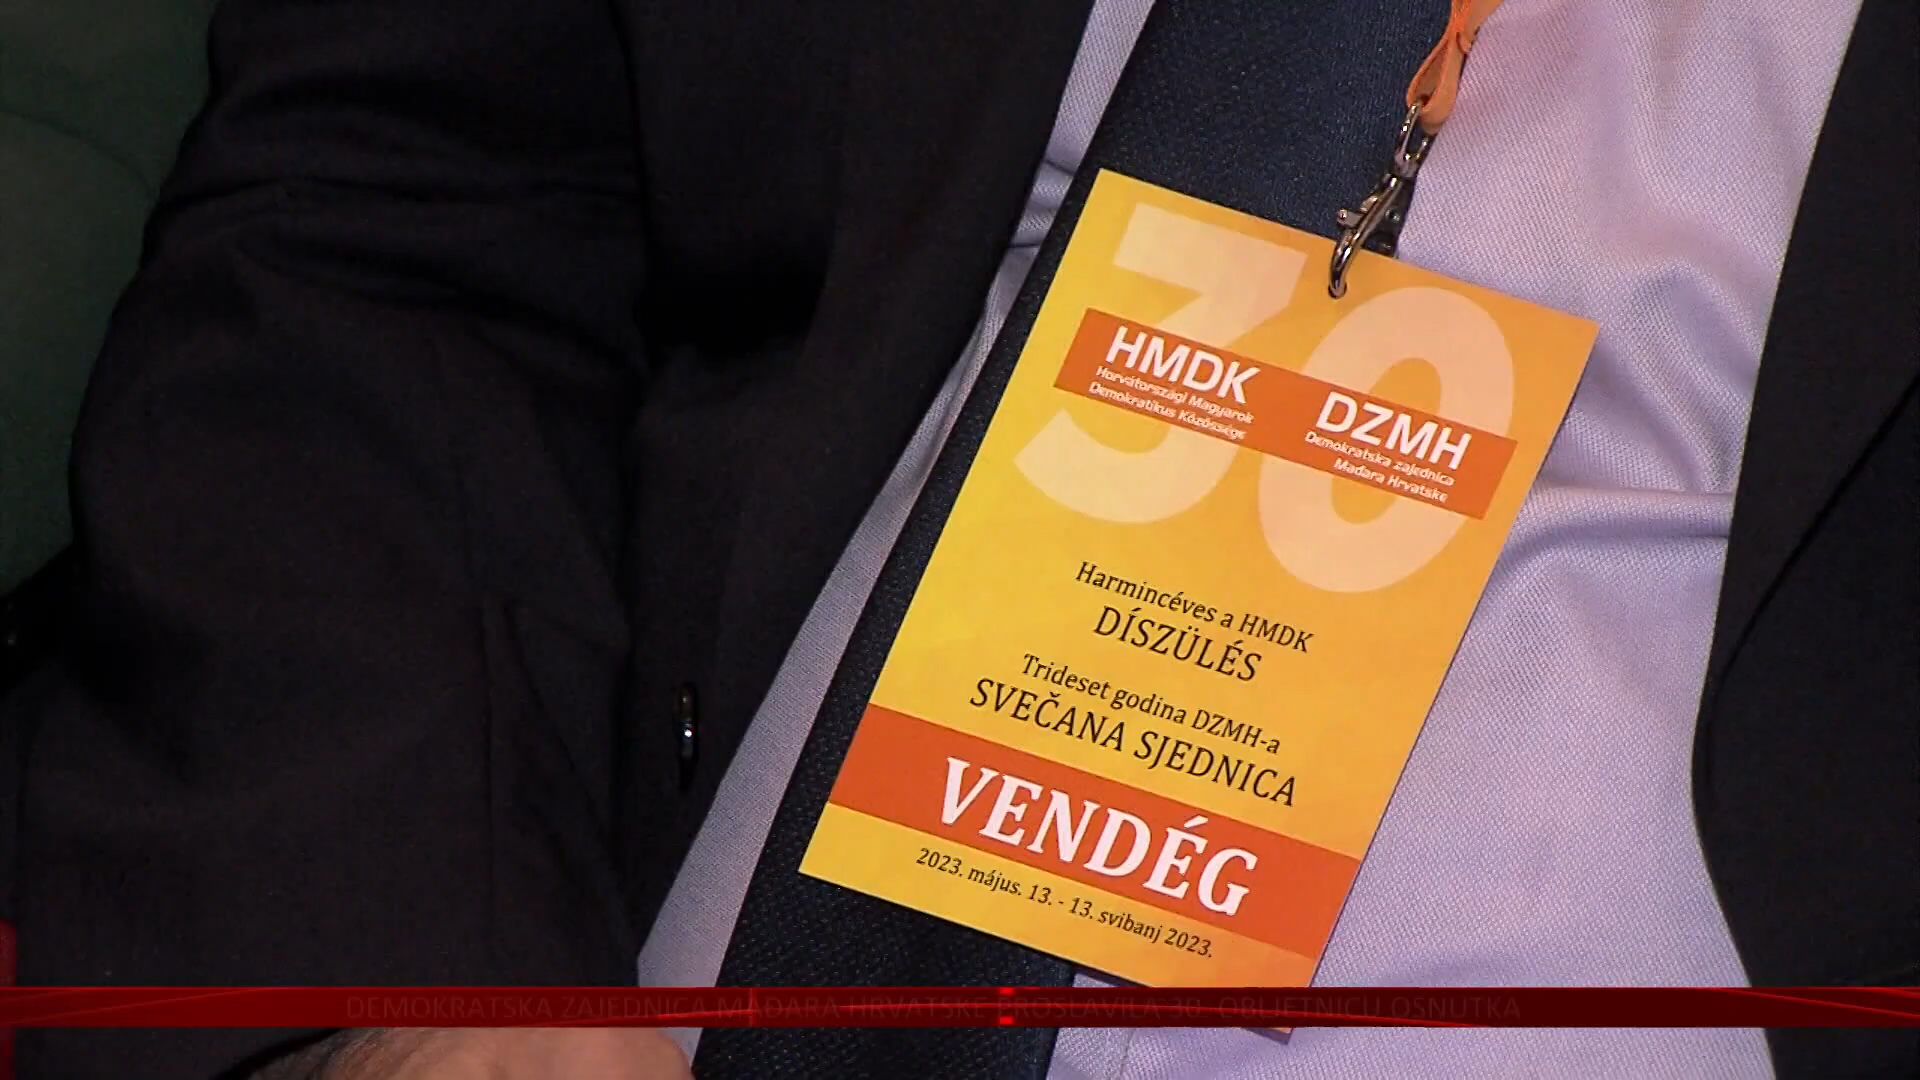 30
HMDK
Horvátországi Magyarok
Demokratikus Közössége
DZMH
Demokratska zajednica
Mađara Hrvatske
Harmincéves a HMDK
DÍSZÜLÉS
Trideset godina DZMH-a
SVEČANA SJEDNICA
VENDÉG
2023. május. 13. - 13. svibanj 2023.
DEMOKRATSKA ZAJEDNICA MAĐARA HRVATSKE PROSLAVILA 30. OBLJETNICU OSNUTKA